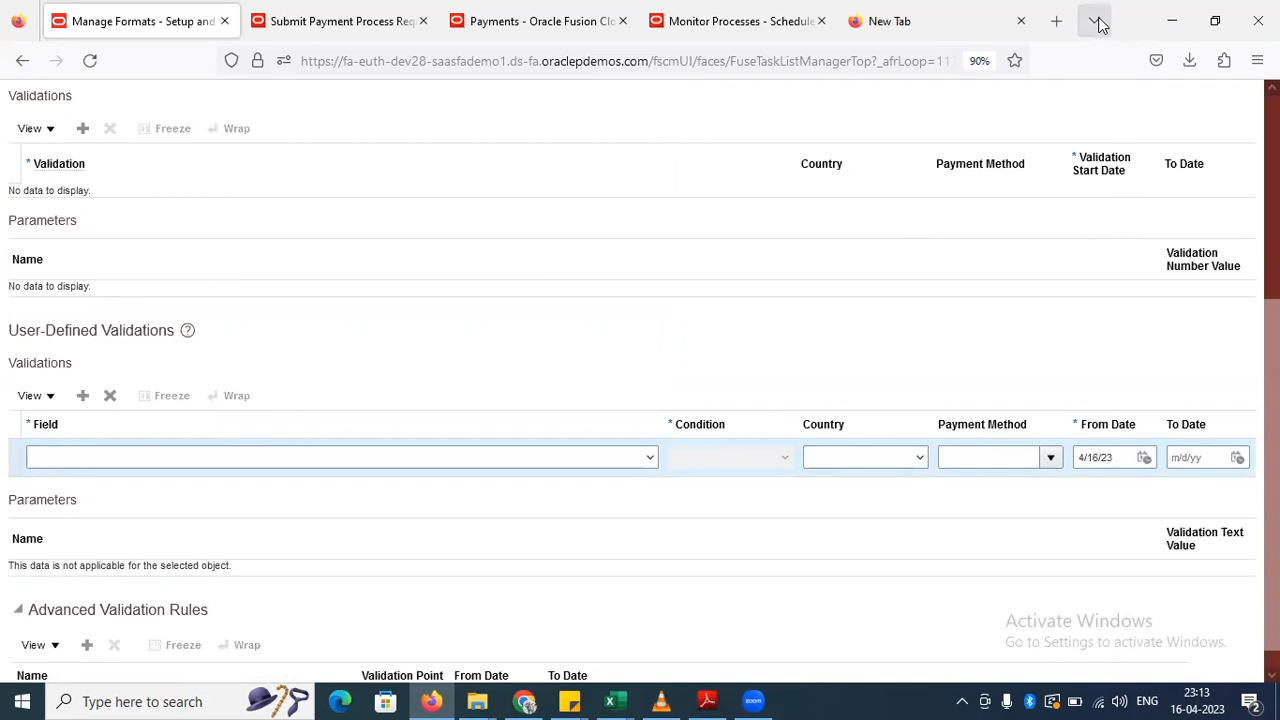 Manage Formats - Setup and
Submit Payment Process Req
Payments - Oracle Fusion Clo
Monitor Processes - Schedule
New Tab
https://fa-euth-dev28-saasfademo1.ds-fa.oraclepdemos.com/fscmUI/faces/FuseTaskListManagerTop?_afrLoop=11
90%
Validations
View
Freeze
Wrap
* Validation
Country
Payment Method
* Validation
Start Date
To Date
No data to display.
Parameters
Name
Validation
Number Value
No data to display.
User-Defined Validations ?
Validations
View
Freeze
Wrap
* Field
* Condition
Country
Payment Method
* From Date
To Date
4/16/23
m/d/yy
Parameters
Name
Validation Text
Value
This data is not applicable for the selected object.
Advanced Validation Rules
Activate Windows
Go to Settings to activate Windows.
View
Freeze
Wrap
Name
Validation Point
From Date
To Date
Type here to search
ENG
23:13
16-04-2023
2